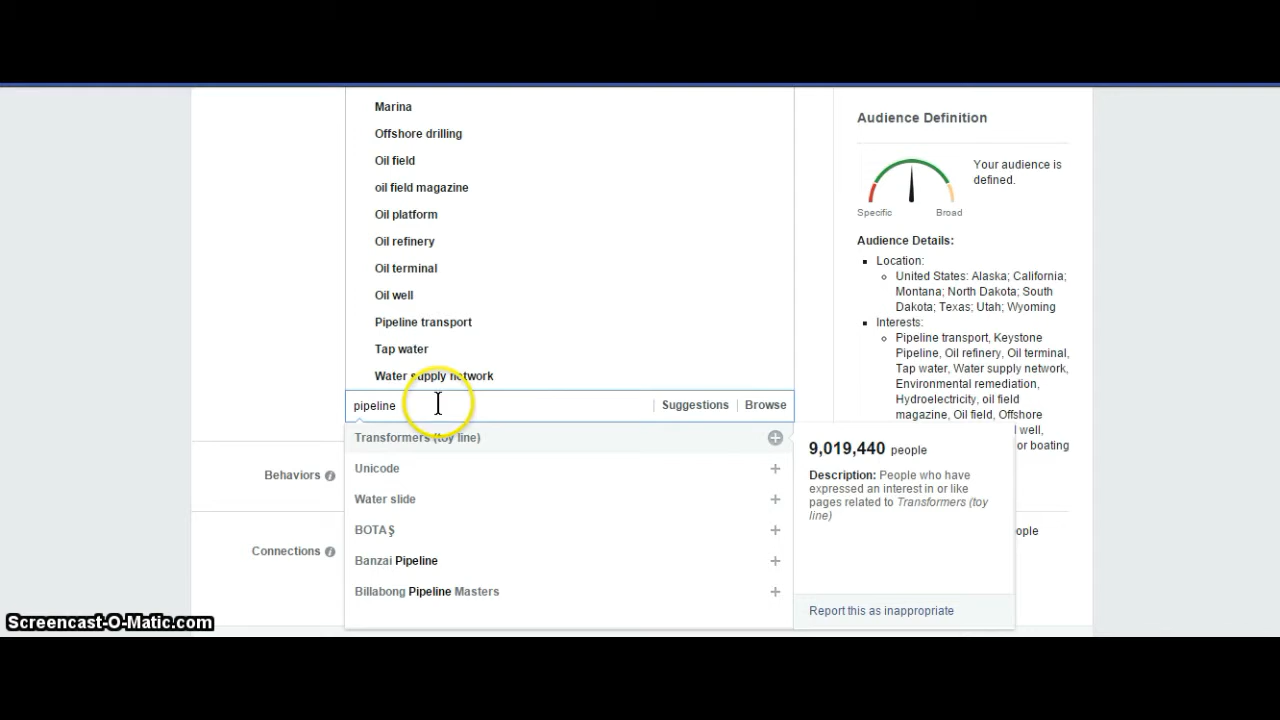 Marina
Offshore drilling
Oil field
oil field magazine
Oil platform
Oil refinery
Oil terminal
Oil well
Pipeline transport
Tap water
Water supply network
pipeline
Suggestions
Browse
Transformers (toy line)
Unicode
Water slide
BOTAŞ
Banzai Pipeline
Billabong Pipeline Masters
Behaviors
Connections
9,019,440 people
Description: People who have
expressed an interest in or like
pages related to Transformers (toy
line)
Report this as inappropriate
Audience Definition
Your audience is
defined.
Specific
Broad
Audience Details:
Location:
United States: Alaska; California;
Montana; North Dakota; South
Dakota; Texas; Utah; Wyoming
Interests:
Pipeline transport, Keystone
Pipeline, Oil refinery, Oil terminal,
Tap water, Water supply network,
Environmental remediation,
Hydroelectricity, oil field
magazine, Oil field, Offshore
well,
or boating
Screencast-O-Matic.com